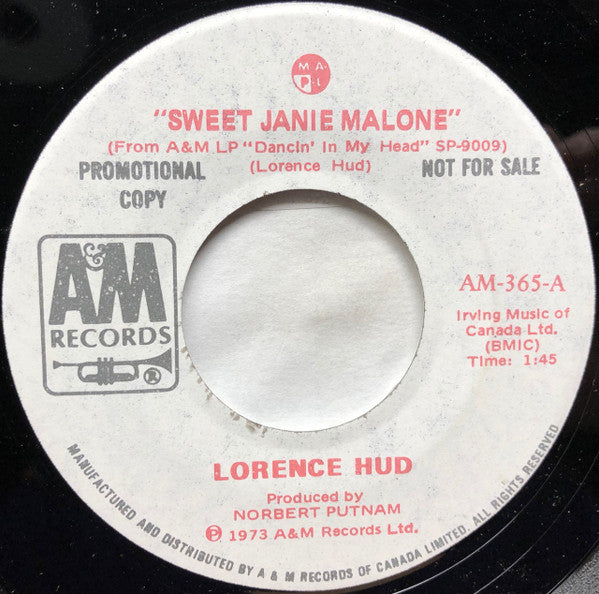 M A
P L
"SWEET JANIE MALONE"
(From A&M LP "Dancin' In My Head" SP-9009)
(Lorence Hud)
PROMOTIONAL
COPY
NOT FOR SALE
A&M
RECORDS
®
AM-365-A
Irving Music of
Canada Ltd.
(BMIC)
Time: 1:45
LORENCE HUD
Produced by
NORBERT PUTNAM
℗ 1973 A&M Records Ltd.
MANUFACTURED AND DISTRIBUTED BY A & M RECORDS OF CANADA LIMITED. ALL RIGHTS RESERVED